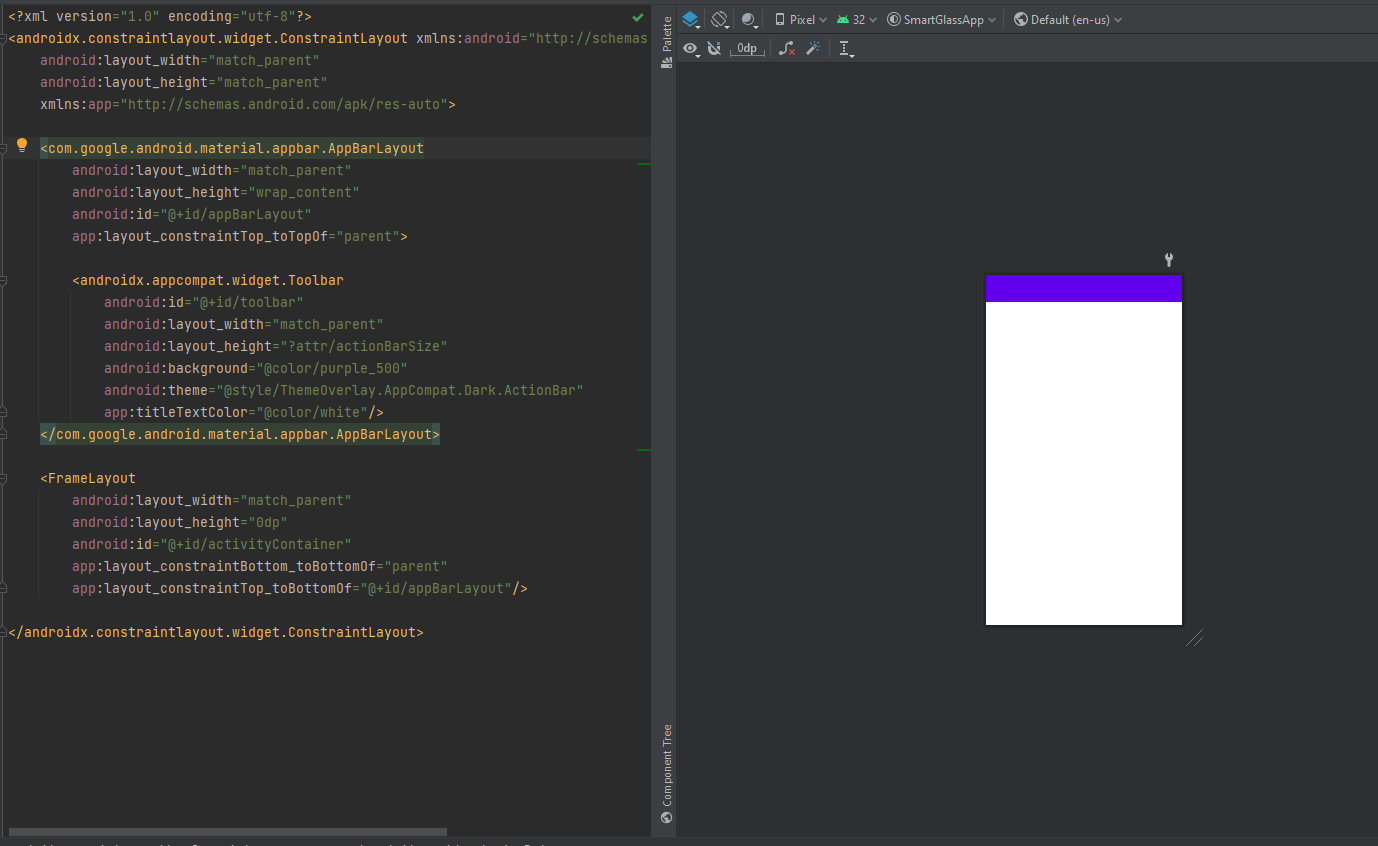 <?xml version="1.0" encoding="utf-8"?>
<androidx.constraintlayout.widget.ConstraintLayout xmlns:android="http://schemas
android:layout_width="match_parent"
android:layout_height="match_parent"
xmlns:app="http://schemas.android.com/apk/res-auto">
<com.google.android.material.appbar.AppBarLayout
android:layout_width="match_parent"
android:layout_height="wrap_content"
android:id="@+id/appBarLayout"
app:layout_constraintTop_toTopOf="parent">
<androidx.appcompat.widget.Toolbar
android:id="@+id/toolbar"
android:layout_width="match_parent"
android:layout_height="?attr/actionBarSize"
android:background="@color/purple_500"
android:theme="@style/ThemeOverlay.AppCompat.Dark.ActionBar"
app:titleTextColor="@color/white"/>
</com.google.android.material.appbar.AppBarLayout>
<FrameLayout
android:layout_width="match_parent"
android:layout_height="0dp"
android:id="@+id/activityContainer"
app:layout_constraintBottom_toBottomOf="parent"
app:layout_constraintTop_toBottomOf="@+id/appBarLayout"/>
</androidx.constraintlayout.widget.ConstraintLayout>
Palette
Component Tree
Pixel 32 SmartGlassApp Default (en-us)
0dp